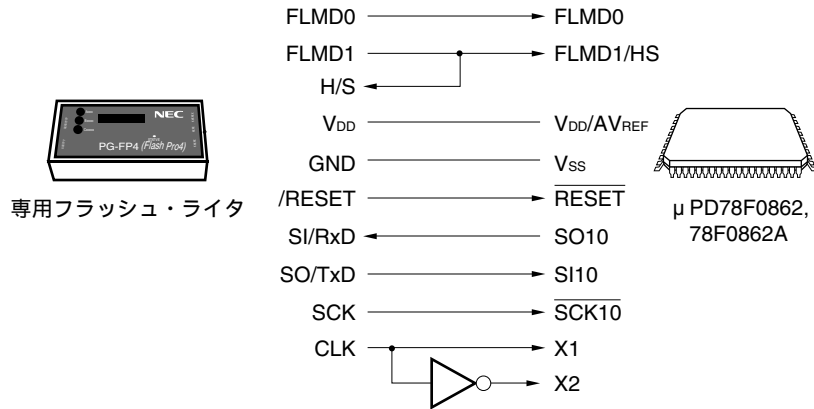 FLMD0 FLMD0
FLMD1 FLMD1/HS
H/S
NEC
VDD VDD/AVREF
PG-FP4 (Flash Pro4)
GND VSS
専用フラッシュ・ライタ
/RESET RESET
μ PD78F0862,
78F0862A
SI/RxD SO10
SO/TxD SI10
SCK SCK10
CLK X1
X2